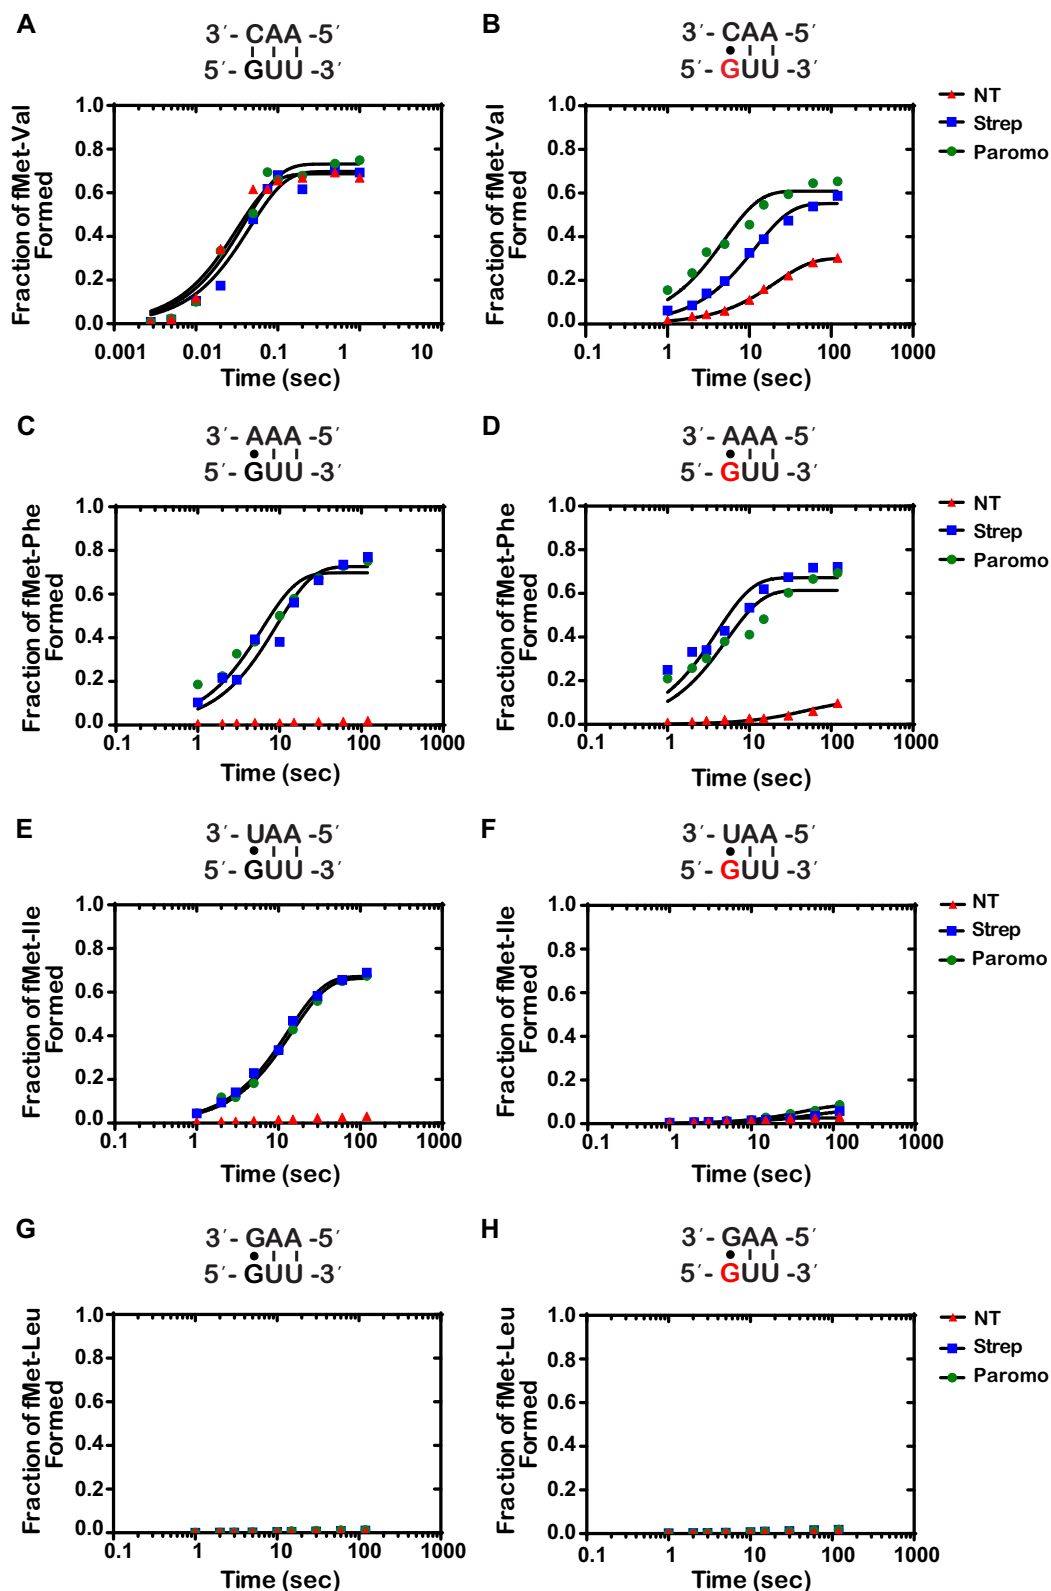 A
3′- CAA -5′
5′- GUU -3′
Fraction of fMet-Val Formed
1.0
0.8
0.6
0.4
0.2
0.0
0.001 0.01 0.1 1 10
Time (sec)
B
3′- CAA -5′
5′- GUU -3′
1.0
0.8
0.6
0.4
0.2
0.0
Fraction of fMet-Val Formed
0.1 1 10 100 1000
Time (sec)
NT
Strep
Paromo
C
3′- AAA -5′
5′- GUU -3′
Fraction of fMet-Phe Formed
1.0
0.8
0.6
0.4
0.2
0.0
0.1 1 10 100 1000
Time (sec)
D
3′- AAA -5′
5′- GUU -3′
Fraction of fMet-Phe Formed
1.0
0.8
0.6
0.4
0.2
0.0
0.1 1 10 100 1000
Time (sec)
NT
Strep
Paromo
E
3′- UAA -5′
5′- GUU -3′
Fraction of fMet-Ile Formed
1.0
0.8
0.6
0.4
0.2
0.0
0.1 1 10 100 1000
Time (sec)
F
3′- UAA -5′
5′- GUU -3′
Fraction of fMet-Ile Formed
1.0
0.8
0.6
0.4
0.2
0.0
0.1 1 10 100 1000
Time (sec)
NT
Strep
Paromo
G
3′- GAA -5′
5′- GUU -3′
Fraction of fMet-Leu Formed
1.0
0.8
0.6
0.4
0.2
0.0
0.1 1 10 100 1000
Time (sec)
H
3′- GAA -5′
5′- GUU -3′
Fraction of fMet-Leu Formed
1.0
0.8
0.6
0.4
0.2
0.0
0.1 1 10 100 1000
Time (sec)
NT
Strep
Paromo